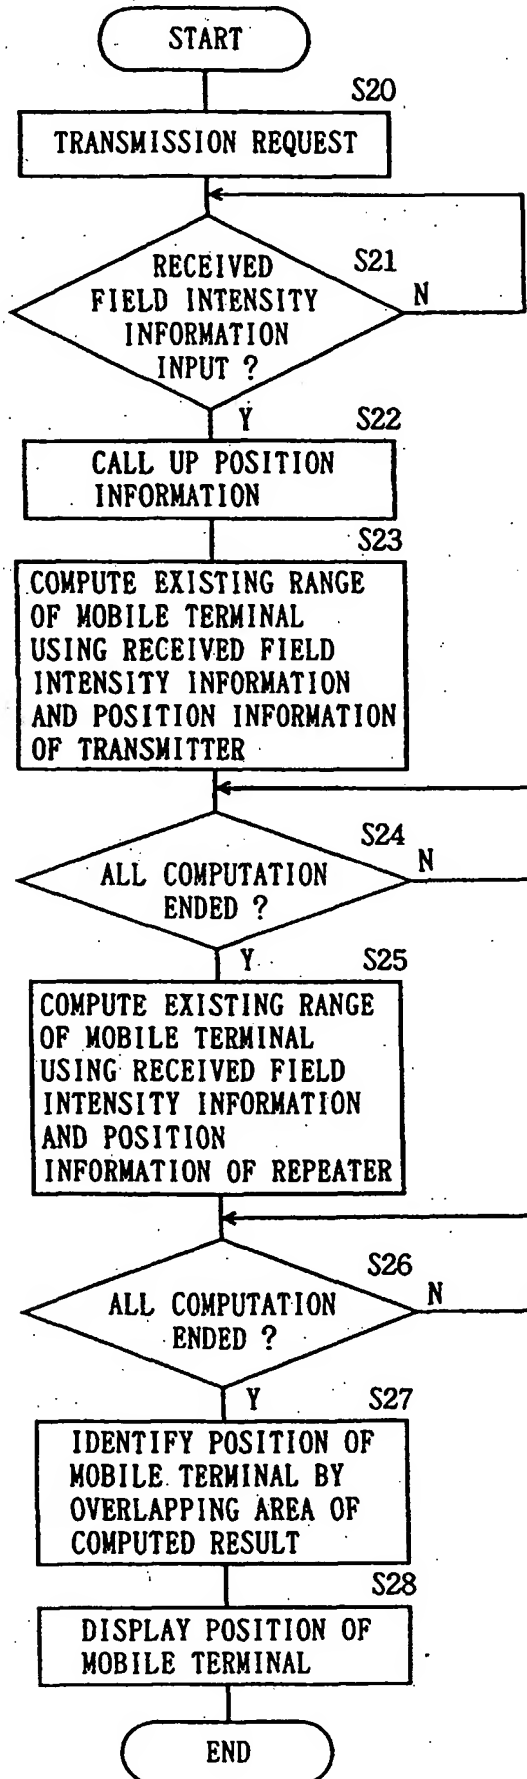 START
S20
TRANSMISSION REQUEST
S21
RECEIVED
FIELD INTENSITY
INFORMATION
INPUT ?
N
Y
S22
CALL UP POSITION
INFORMATION
S23
COMPUTE EXISTING RANGE
OF MOBILE TERMINAL
USING RECEIVED FIELD
INTENSITY INFORMATION
AND POSITION INFORMATION
OF TRANSMITTER
S24
ALL COMPUTATION
ENDED ?
N
Y
S25
COMPUTE EXISTING RANGE
OF MOBILE TERMINAL
USING RECEIVED FIELD
INTENSITY INFORMATION
AND POSITION
INFORMATION OF REPEATER
S26
ALL COMPUTATION
ENDED ?
N
Y
S27
IDENTIFY POSITION OF
MOBILE TERMINAL BY
OVERLAPPING AREA OF
COMPUTED RESULT
S28
DISPLAY POSITION OF
MOBILE TERMINAL
END